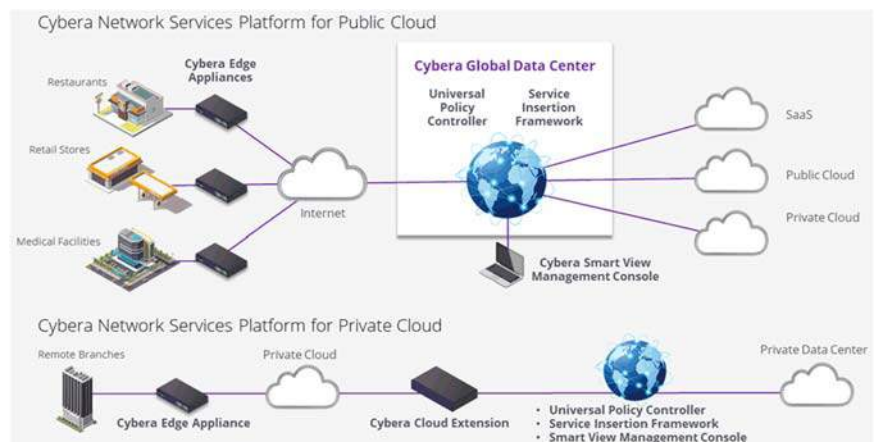 Cybera Network Services Platform for Public Cloud
Restaurants
Cybera Edge
Appliances
Retail Stores
Medical Facilities
Internet
Cybera Global Data Center
Universal
Policy
Controller
Service
Insertion
Framework
Cybera Smart View
Management Console
SaaS
Public Cloud
Private Cloud
Cybera Network Services Platform for Private Cloud
Remote Branches
Cybera Edge Appliance
Private Cloud
Cybera Cloud Extension
• Universal Policy Controller
• Service Insertion Framework
• Smart View Management Console
Private Data Center